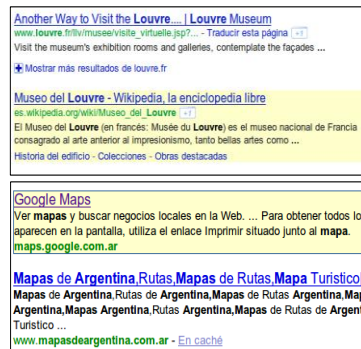 Another Way to Visit the Louvre.... | Louvre Museum
www.louvre.fr/llv/musee/visite_virtuelle.jsp?... - Traducir esta página +1
Visit the museum's exhibition rooms and galleries, contemplate the façades ...
Mostrar más resultados de louvre.fr
Museo del Louvre - Wikipedia, la enciclopedia libre
es.wikipedia.org/wiki/Museo_del_Louvre +1
El Museo del Louvre (en francés: Musée du Louvre) es el museo nacional de Francia
consagrado al arte anterior al impresionismo, tanto bellas artes como ...
Historia del edificio - Colecciones - Obras destacadas
Google Maps
Ver mapas y buscar negocios locales en la Web. ... Para obtener todos lo
aparecen en la pantalla, utiliza el enlace Imprimir situado junto al mapa.
maps.google.com.ar
Mapas de Argentina,Rutas,Mapas de Rutas,Mapa Turistico
Mapas de Argentina,Rutas de Argentina,Mapas de Rutas Argentina,Ma
Argentina,Mapas Argentina,Rutas Argentina,Mapas de Rutas de Argent
Turistico ...
www.mapasdeargentina.com.ar - En caché